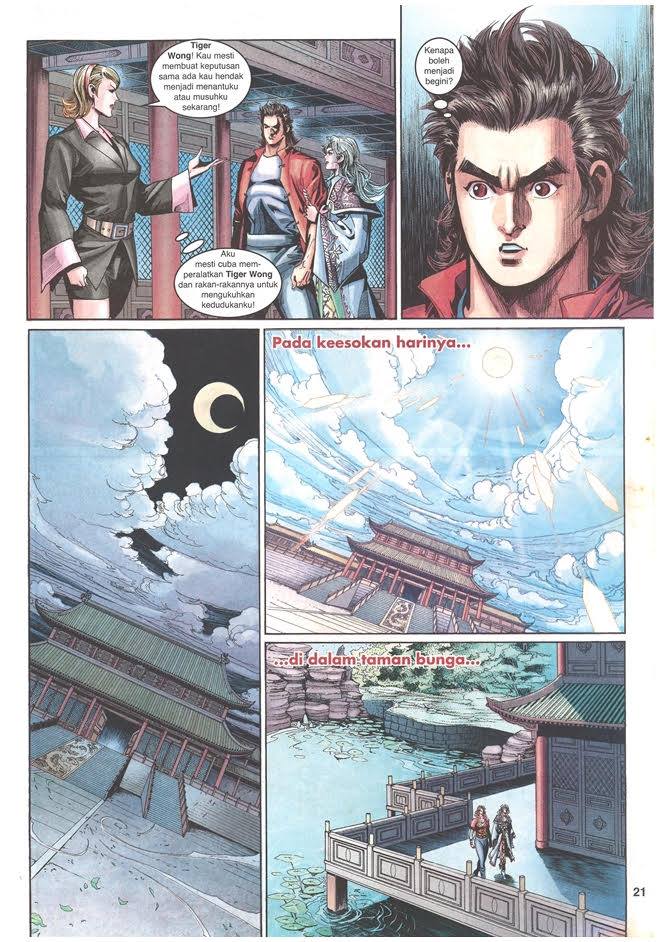 Tiger
Wong! Kau mesti
membuat keputusan
sama ada kau hendak
menjadi menantuku
atau musuhku
sekarang!
Aku
mesti cuba mem-
peralatkan Tiger Wong
dan rakan-rakannya untuk
mengukuhkan
kedudukanku!
Kenapa
boleh
menjadi
begini?
Pada keesokan harinya...
...di dalam taman bunga...
21